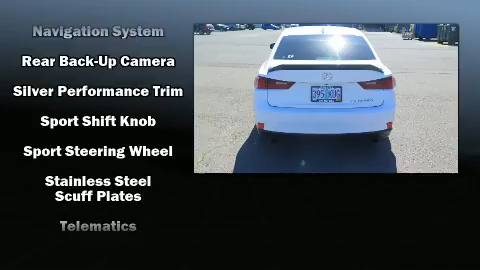 Navigation System
Rear Back-Up Camera
Silver Performance Trim
Sport Shift Knob
Sport Steering Wheel
Stainless Steel
Scuff Plates
Telematics